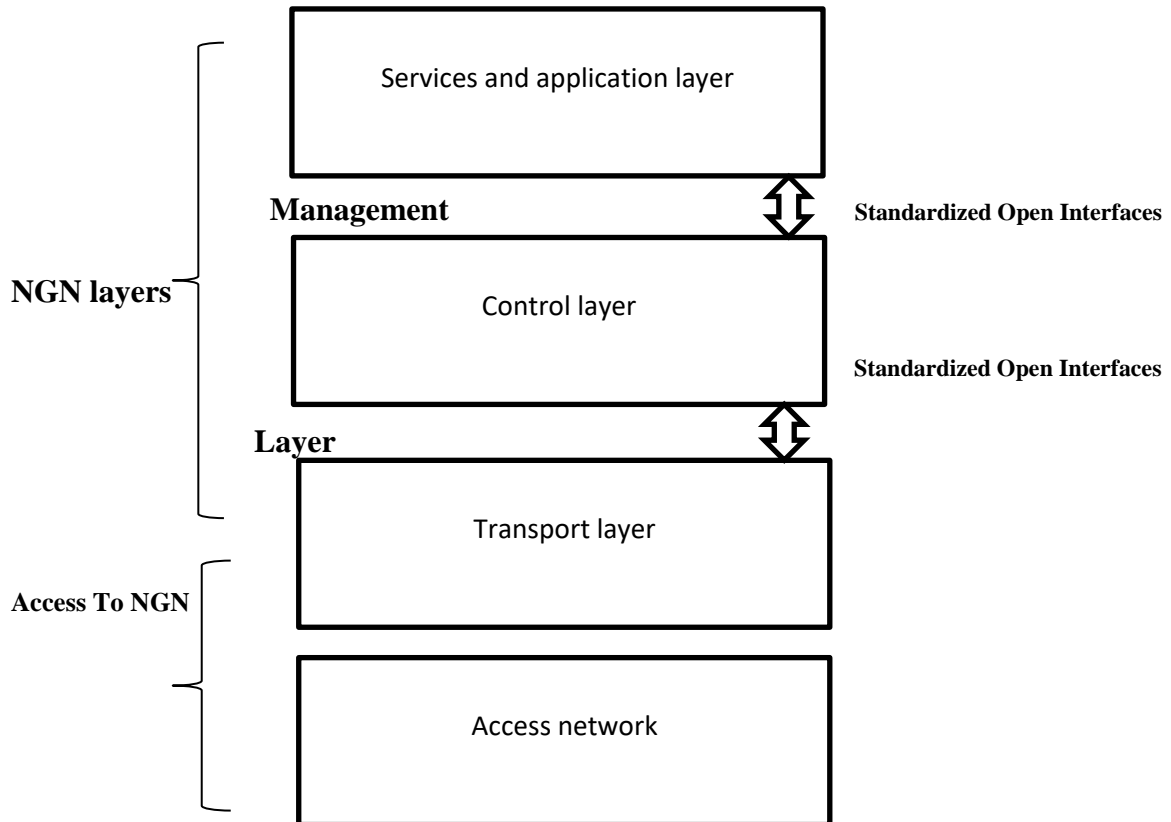 Services and application layer
Management
Standardized Open Interfaces
NGN layers
Control layer
Standardized Open Interfaces
Layer
Transport layer
Access To NGN
Access network